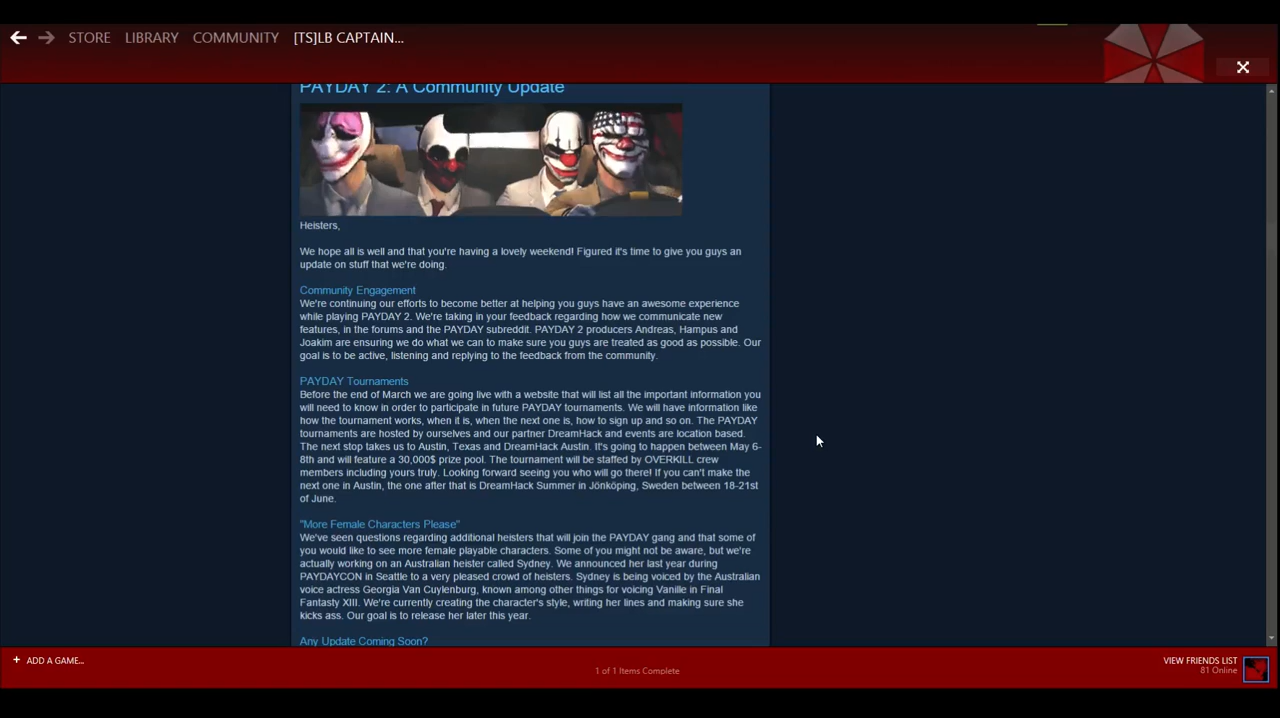 STORE LIBRARY COMMUNITY [TS]LB CAPTAIN...
PAYDAY 2: A Community Update
Heisters,
We hope all is well and that you're having a lovely weekend! Figured it's time to give you guys an
update on stuff that we're doing.
Community Engagement
We're continuing our efforts to become better at helping you guys have an awesome experience
while playing PAYDAY 2. We're taking in your feedback regarding how we communicate new
features, in the forums and the PAYDAY subreddit. PAYDAY 2 producers Andreas, Hampus and
Joakim are ensuring we do what we can to make sure you guys are treated as good as possible. Our
goal is to be active, listening and replying to the feedback from the community.
PAYDAY Tournaments
Before the end of March we are going live with a website that will list all the important information you
will need to know in order to participate in future PAYDAY tournaments. We will have information like
how the tournament works, when it is, when the next one is, how to sign up and so on. The PAYDAY
tournaments are hosted by ourselves and our partner DreamHack and events are location based.
The next stop takes us to Austin, Texas and DreamHack Austin. It's going to happen between May 6-
8th and will feature a 30,000$ prize pool. The tournament will be staffed by OVERKILL crew
members including yours truly. Looking forward seeing you who will go there! If you can't make the
next one in Austin, the one after that is DreamHack Summer in Jönköping, Sweden between 18-21st
of June.
"More Female Characters Please"
We've seen questions regarding additional heisters that will join the PAYDAY gang and that some of
you would like to see more female playable characters. Some of you might not be aware, but we're
actually working on an Australian heister called Sydney. We announced her last year during
PAYDAYCON in Seattle to a very pleased crowd of heisters. Sydney is being voiced by the Australian
voice actress Georgia Van Cuylenburg, known among other things for voicing Vanille in Final
Fantasty XIII. We're currently creating the character's style, writing her lines and making sure she
kicks ass. Our goal is to release her later this year.
Any Update Coming Soon?
+ ADD A GAME...
1 of 1 Items Complete
VIEW FRIENDS LIST
81 Online